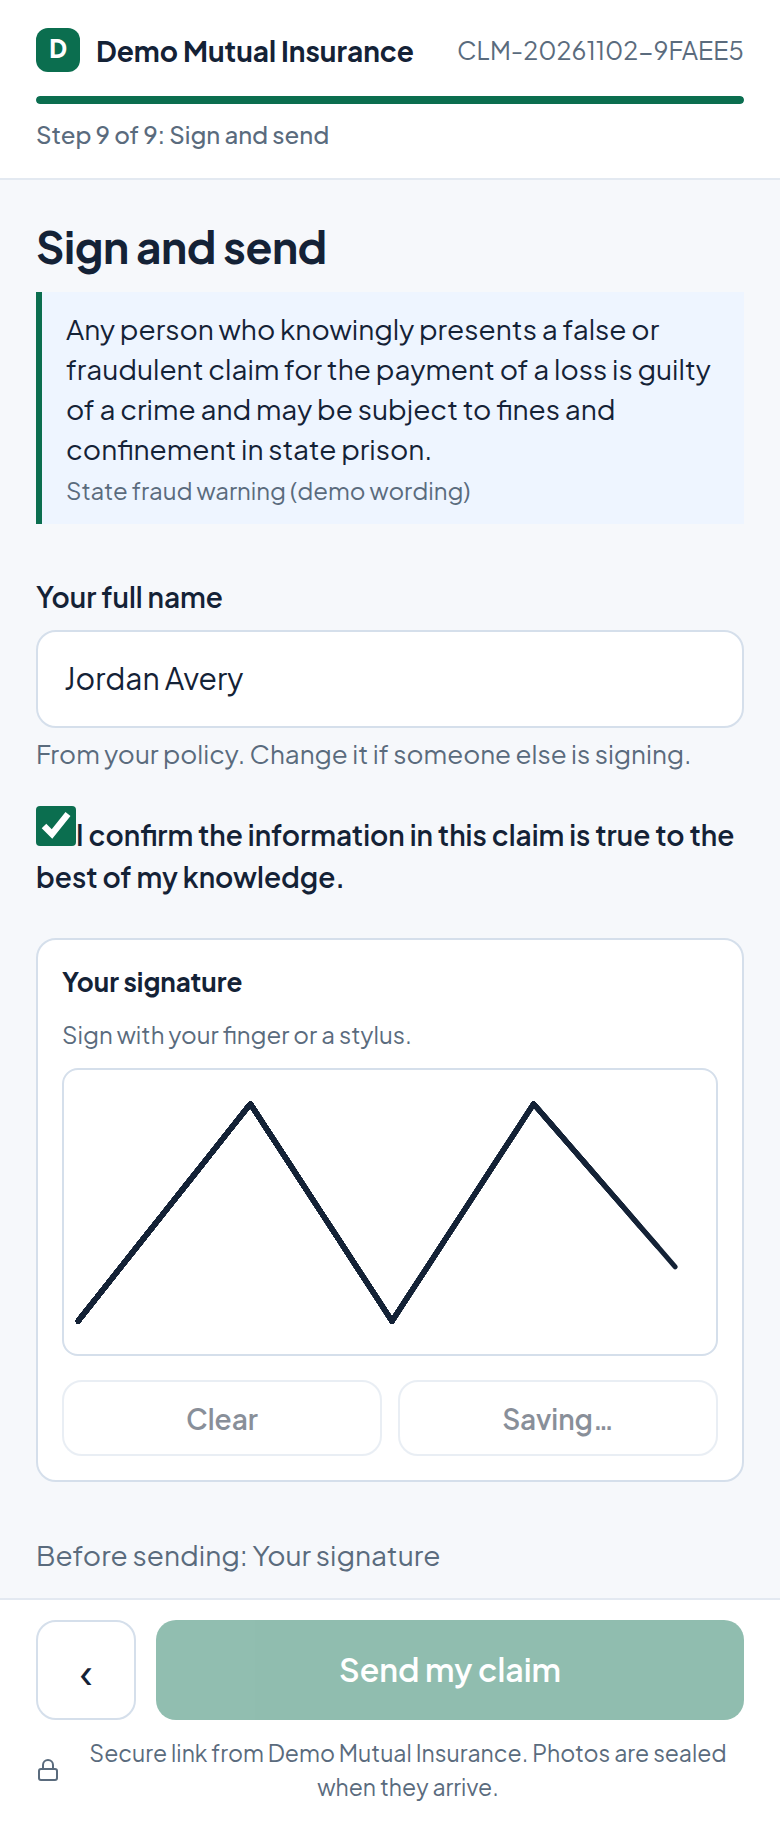 D Demo Mutual Insurance CLM-20261102-9FAEE5
Step 9 of 9: Sign and send
Sign and send
Any person who knowingly presents a false or
fraudulent claim for the payment of a loss is guilty
of a crime and may be subject to fines and
confinement in state prison.
State fraud warning (demo wording)
Your full name
Jordan Avery
From your policy. Change it if someone else is signing.
I confirm the information in this claim is true to the
best of my knowledge.
Your signature
Sign with your finger or a stylus.
Clear Saving...
Before sending: Your signature
‹ Send my claim
Secure link from Demo Mutual Insurance. Photos are sealed
when they arrive.